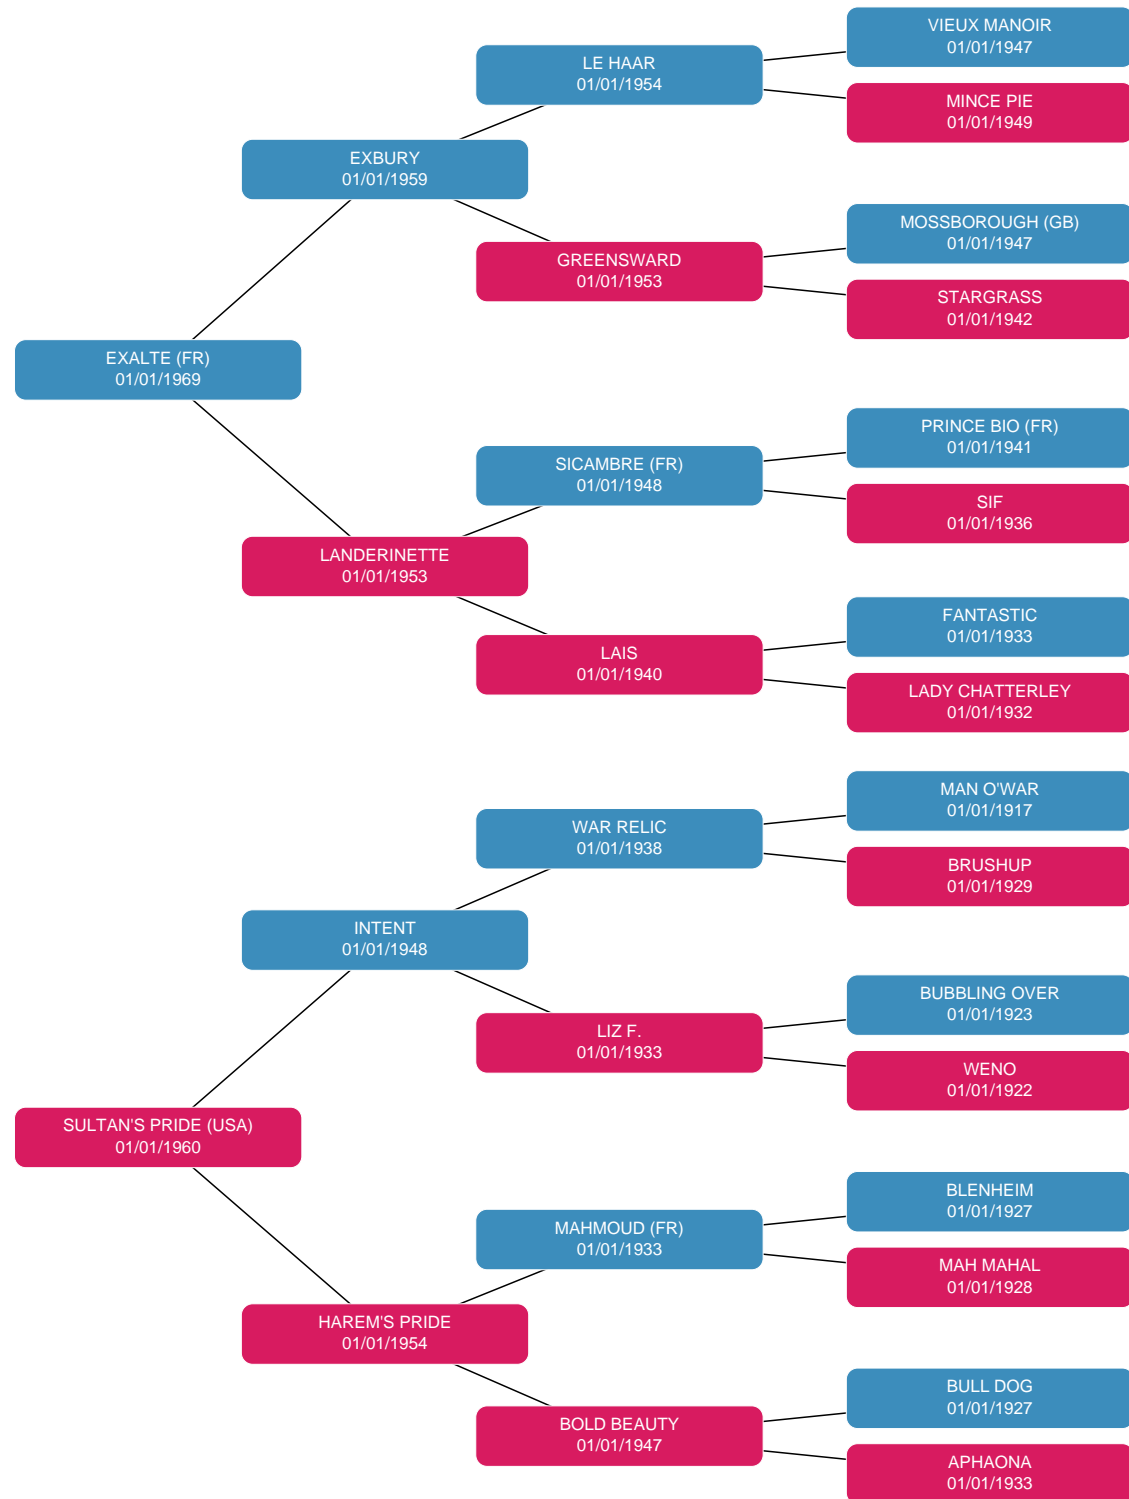 VIEUX MANOIR
01/01/1947
LE HAAR
01/01/1954
MINCE PIE
01/01/1949
EXBURY
01/01/1959
MOSSBOROUGH (GB)
01/01/1947
GREENSWARD
01/01/1953
STARGRASS
01/01/1942
EXALTE (FR)
01/01/1969
PRINCE BIO (FR)
01/01/1941
SICAMBRE (FR)
01/01/1948
SIF
01/01/1936
LANDERINETTE
01/01/1953
FANTASTIC
01/01/1933
LAIS
01/01/1940
LADY CHATTERLEY
01/01/1932
MAN O'WAR
01/01/1917
WAR RELIC
01/01/1938
BRUSHUP
01/01/1929
INTENT
01/01/1948
BUBBLING OVER
01/01/1923
LIZ F.
01/01/1933
WENO
01/01/1922
SULTAN'S PRIDE (USA)
01/01/1960
BLENHEIM
01/01/1927
MAHMOUD (FR)
01/01/1933
MAH MAHAL
01/01/1928
HAREM'S PRIDE
01/01/1954
BULL DOG
01/01/1927
BOLD BEAUTY
01/01/1947
APHAONA
01/01/1933